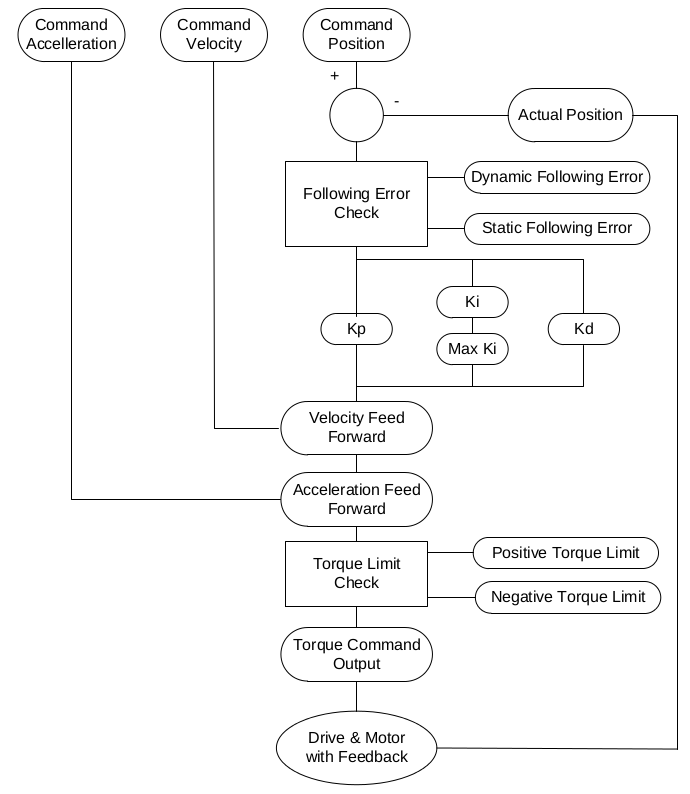 Command
Accelleration
Command
Velocity
Command
Position
+
-
Actual Position
Following Error
Check
Dynamic Following Error
Static Following Error
Kp
Ki
Max Ki
Kd
Velocity Feed
Forward
Acceleration Feed
Forward
Torque Limit
Check
Positive Torque Limit
Negative Torque Limit
Torque Command
Output
Drive & Motor
with Feedback